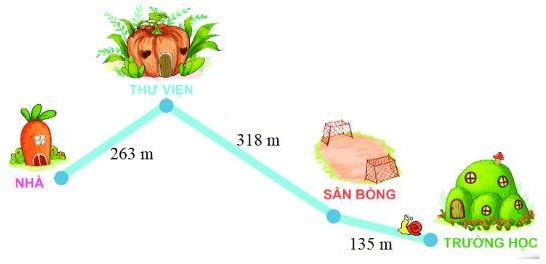 THƯ VIỆN
263 m
318 m
NHÀ
SÂN BÓNG
135 m
TRƯỜNG HỌC